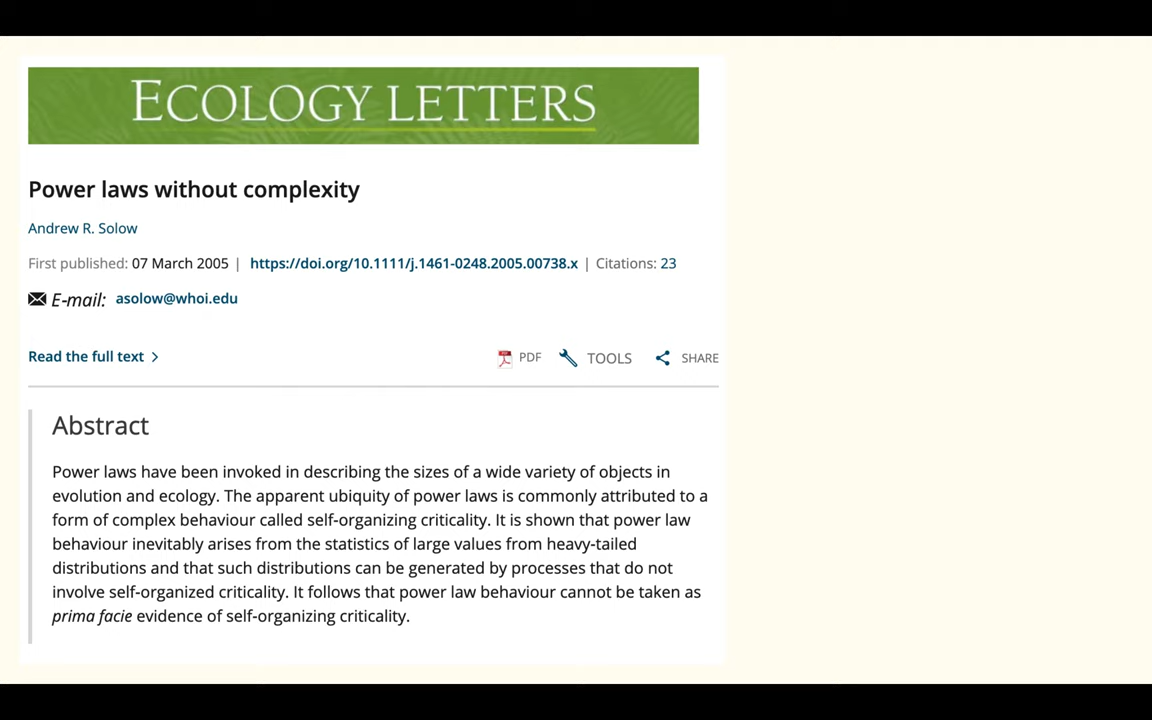 ECOLOGY LETTERS
Power laws without complexity
Andrew R. Solow
First published: 07 March 2005 | https://doi.org/10.1111/j.1461-0248.2005.00738.x | Citations: 23
E-mail: asolow@whoi.edu
Read the full text
PDF TOOLS SHARE
Abstract
Power laws have been invoked in describing the sizes of a wide variety of objects in
evolution and ecology. The apparent ubiquity of power laws is commonly attributed to a
form of complex behaviour called self-organizing criticality. It is shown that power law
behaviour inevitably arises from the statistics of large values from heavy-tailed
distributions and that such distributions can be generated by processes that do not
involve self-organized criticality. It follows that power law behaviour cannot be taken as
prima facie evidence of self-organizing criticality.